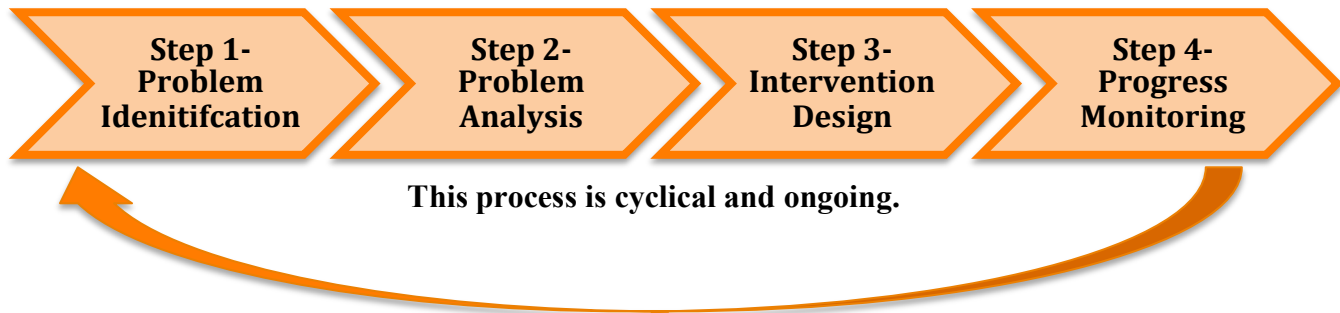 Step 1-
Problem
Idenitifcation
Step 2-
Problem
Analysis
Step 3-
Intervention
Design
Step 4-
Progress
Monitoring
This process is cyclical and ongoing.